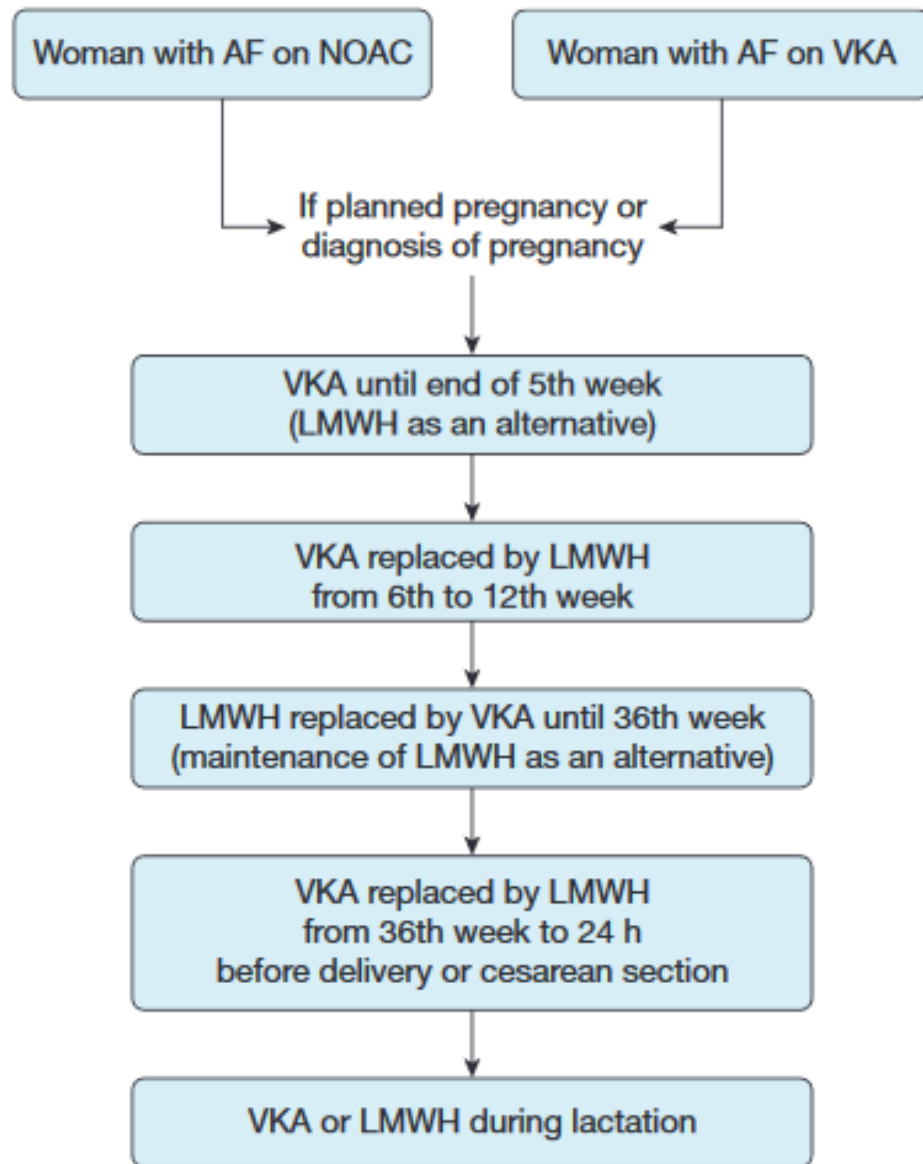 Woman with AF on NOAC
Woman with AF on VKA
If planned pregnancy or
diagnosis of pregnancy
VKA until end of 5th week
(LMWH as an alternative)
VKA replaced by LMWH
from 6th to 12th week
LMWH replaced by VKA until 36th week
(maintenance of LMWH as an alternative)
VKA replaced by LMWH
from 36th week to 24 h
before delivery or cesarean section
VKA or LMWH during lactation